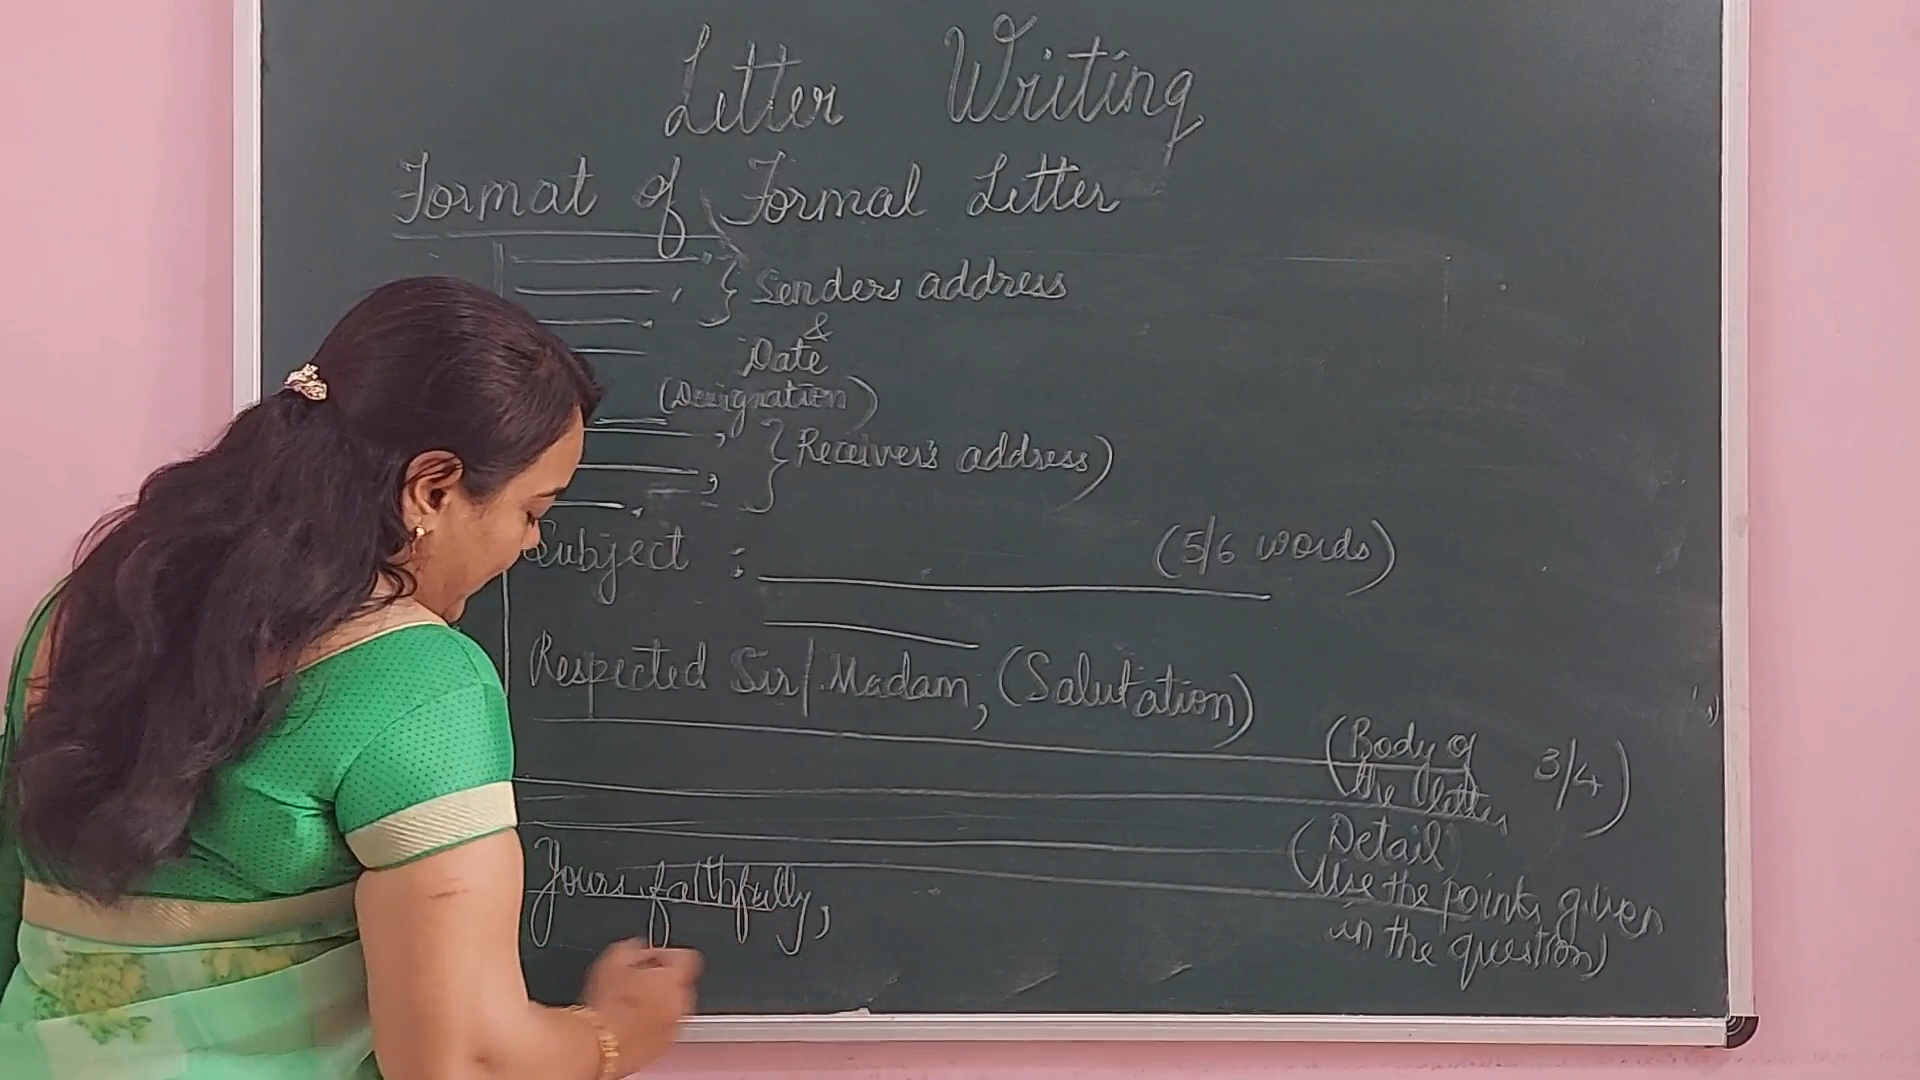 Letter Writing
Format of Formal Letter
} Senders address
&
Date
(Designation)
} Receiver's address)
Subject : (5/6 words)
Respected Sir/Madam, (Salutation)
(Body of 3/4)
the letter
(Detail
Use the points given
in the question)
Yours faithfully,